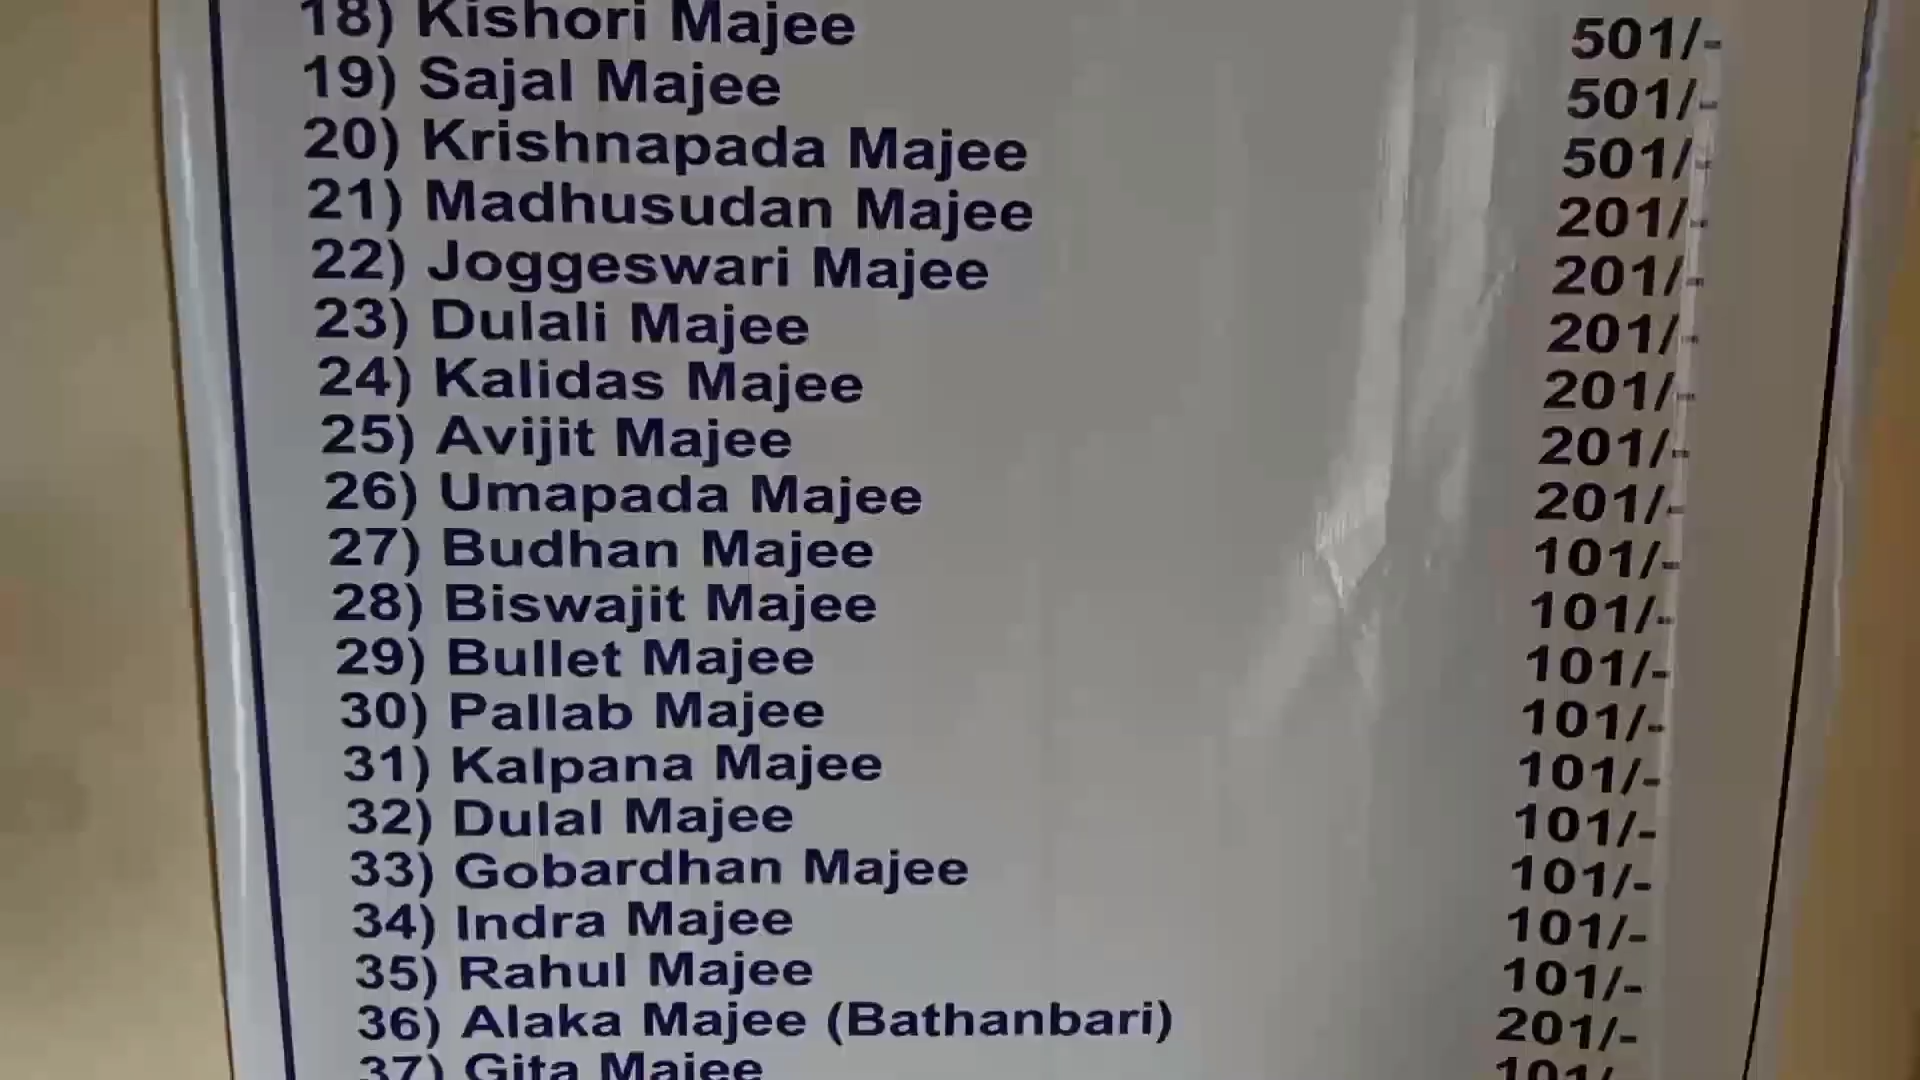 18) Kishori Majee 501/-
19) Sajal Majee 501/-
20) Krishnapada Majee 501/-
21) Madhusudan Majee 201/-
22) Joggeswari Majee 201/-
23) Dulali Majee 201/-
24) Kalidas Majee 201/-
25) Avijit Majee 201/-
26) Umapada Majee 201/-
27) Budhan Majee 101/-
28) Biswajit Majee 101/-
29) Bullet Majee 101/-
30) Pallab Majee 101/-
31) Kalpana Majee 101/-
32) Dulal Majee 101/-
33) Gobardhan Majee 101/-
34) Indra Majee 101/-
35) Rahul Majee 101/-
36) Alaka Majee (Bathanbari) 201/-
37) Gita Majee 101/-